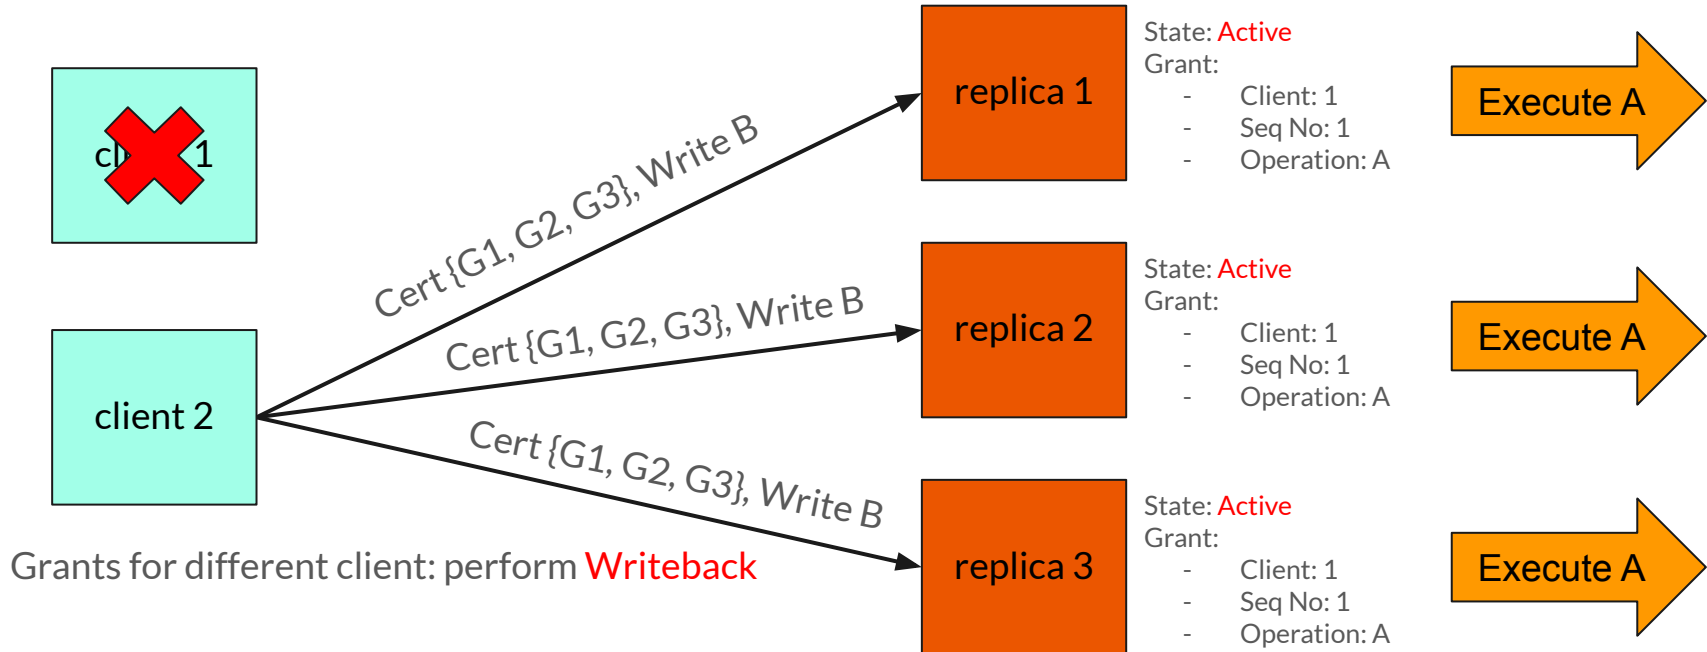 cl 1
client 2
Grants for different client: perform Writeback
Cert {G1, G2, G3}, Write B
Cert {G1, G2, G3}, Write B
Cert {G1, G2, G3}, Write B
replica 1
State: Active
Grant:
- Client: 1
- Seq No: 1
- Operation: A
Execute A
replica 2
State: Active
Grant:
- Client: 1
- Seq No: 1
- Operation: A
Execute A
replica 3
State: Active
Grant:
- Client: 1
- Seq No: 1
- Operation: A
Execute A